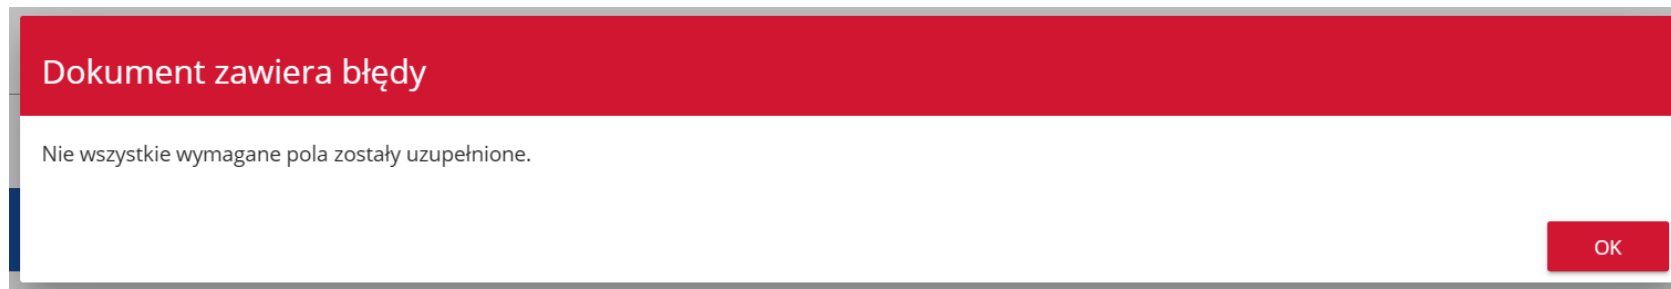 Dokument zawiera błędy
Nie wszystkie wymagane pola zostały uzupełnione.
OK